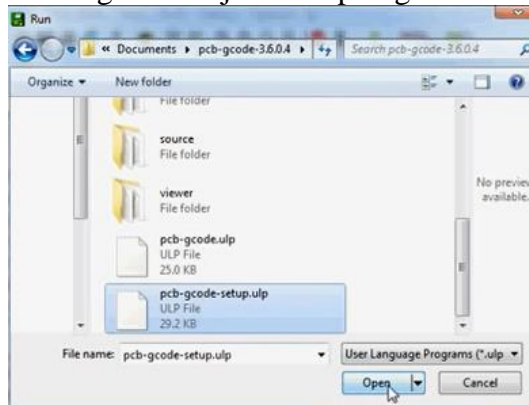 Run
« Documents ▸ pcb-gcode-3.6.0.4 ▸
Search pcb-gcode-3.6.0.4
Organize ▾ New folder
File folder
source
File folder
viewer
File folder
No preview available.
pcb-gcode.ulp
ULP File
25.0 KB
pcb-gcode-setup.ulp
ULP File
29.2 KB
File name: pcb-gcode-setup.ulp
User Language Programs (*.ulp
Open
Cancel